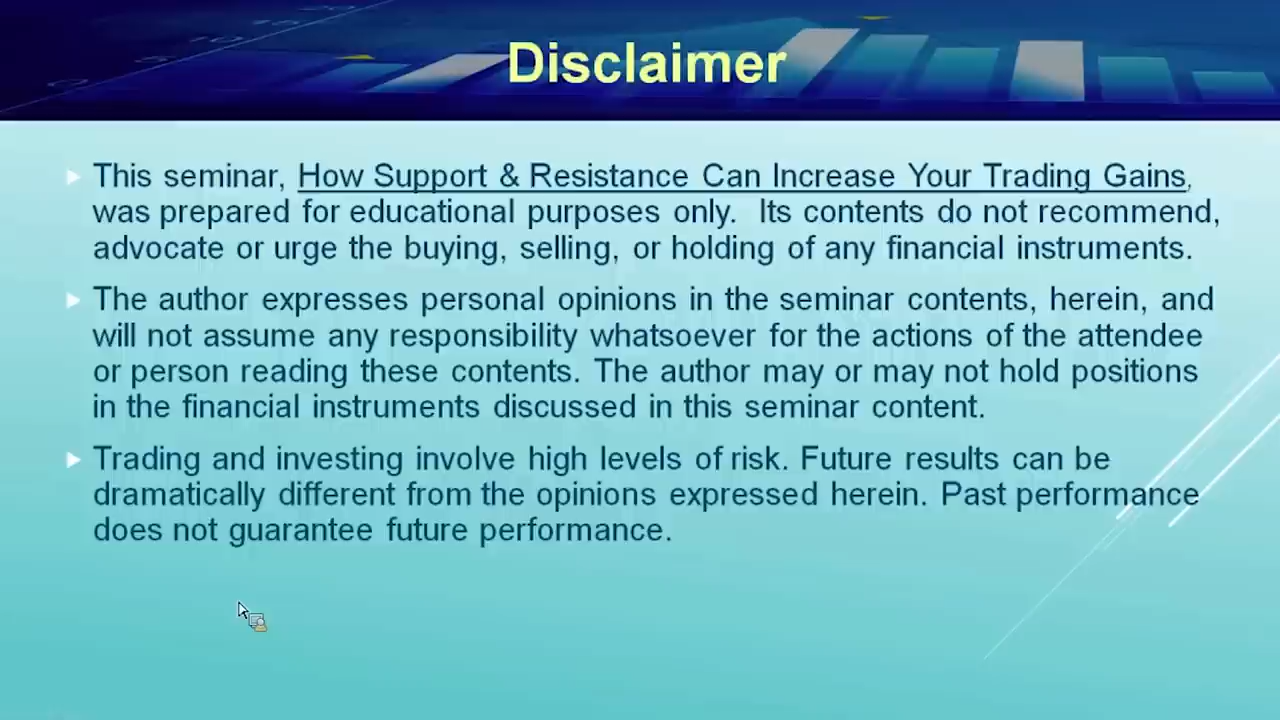 Disclaimer
This seminar, How Support & Resistance Can Increase Your Trading Gains,
was prepared for educational purposes only. Its contents do not recommend,
advocate or urge the buying, selling, or holding of any financial instruments.
The author expresses personal opinions in the seminar contents, herein, and
will not assume any responsibility whatsoever for the actions of the attendee
or person reading these contents. The author may or may not hold positions
in the financial instruments discussed in this seminar content.
Trading and investing involve high levels of risk. Future results can be
dramatically different from the opinions expressed herein. Past performance
does not guarantee future performance.